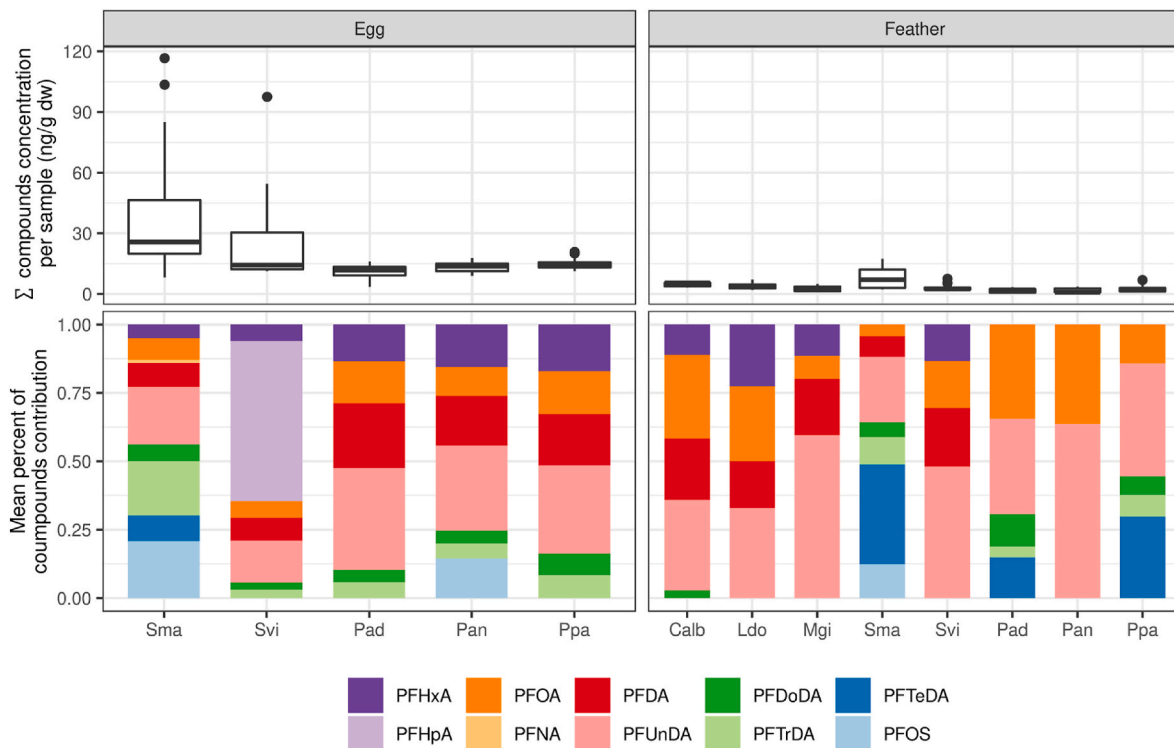 Egg
Feather
Σ compounds concentration
per sample (ng/g dw)
120
90
60
30
0
Mean percent of
coumpounds contribution
1.00
0.75
0.50
0.25
0.00
Sma Svi Pad Pan Ppa
Calb Ldo Mgi Sma Svi Pad Pan Ppa
PFHxA PFOA PFDA PFDoDA PFTeDA
PFHpA PFNA PFUnDA PFTrDA PFOS